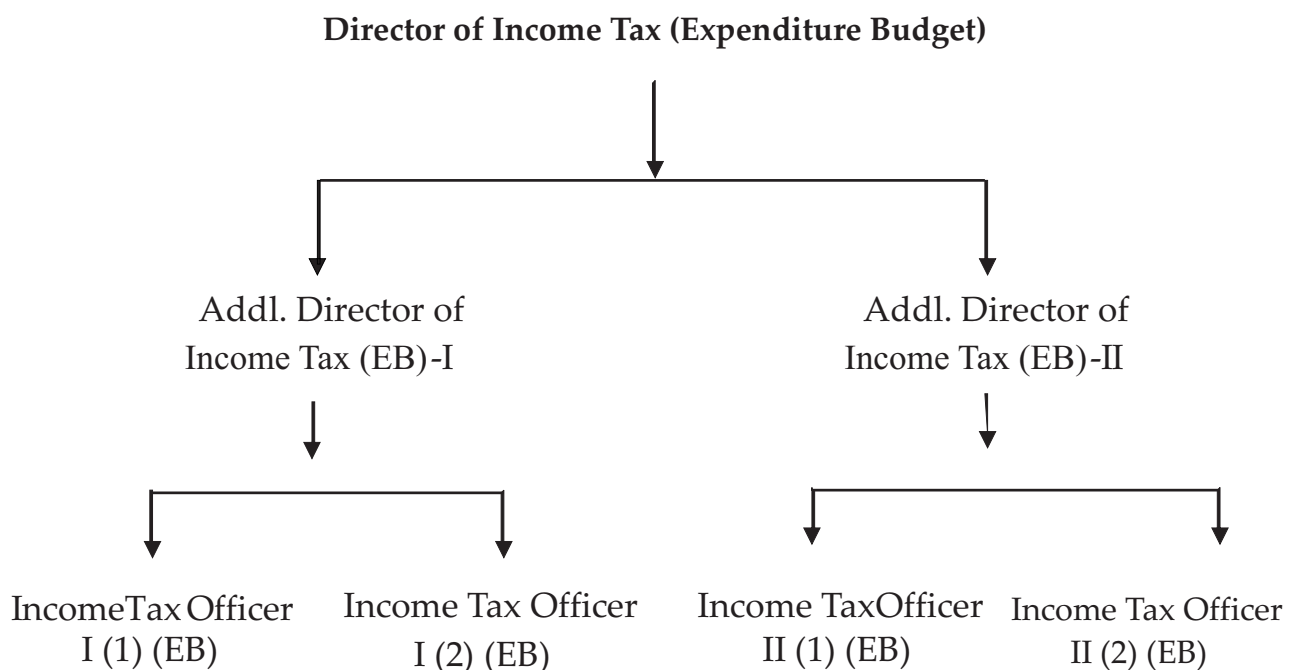 Director of Income Tax (Expenditure Budget)
Addl. Director of
Income Tax (EB)-I
Addl. Director of
Income Tax (EB)-II
IncomeTax Officer
I (1) (EB)
Income Tax Officer
I (2) (EB)
Income TaxOfficer
II (1) (EB)
Income Tax Officer
II (2) (EB)